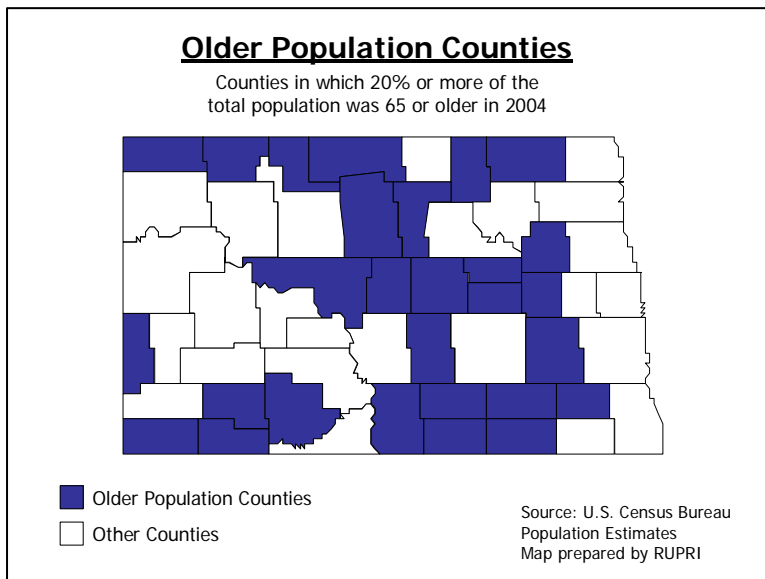 Older Population Counties
Counties in which 20% or more of the
total population was 65 or older in 2004
Older Population Counties
Other Counties
Source: U.S. Census Bureau
Population Estimates
Map prepared by RUPRI